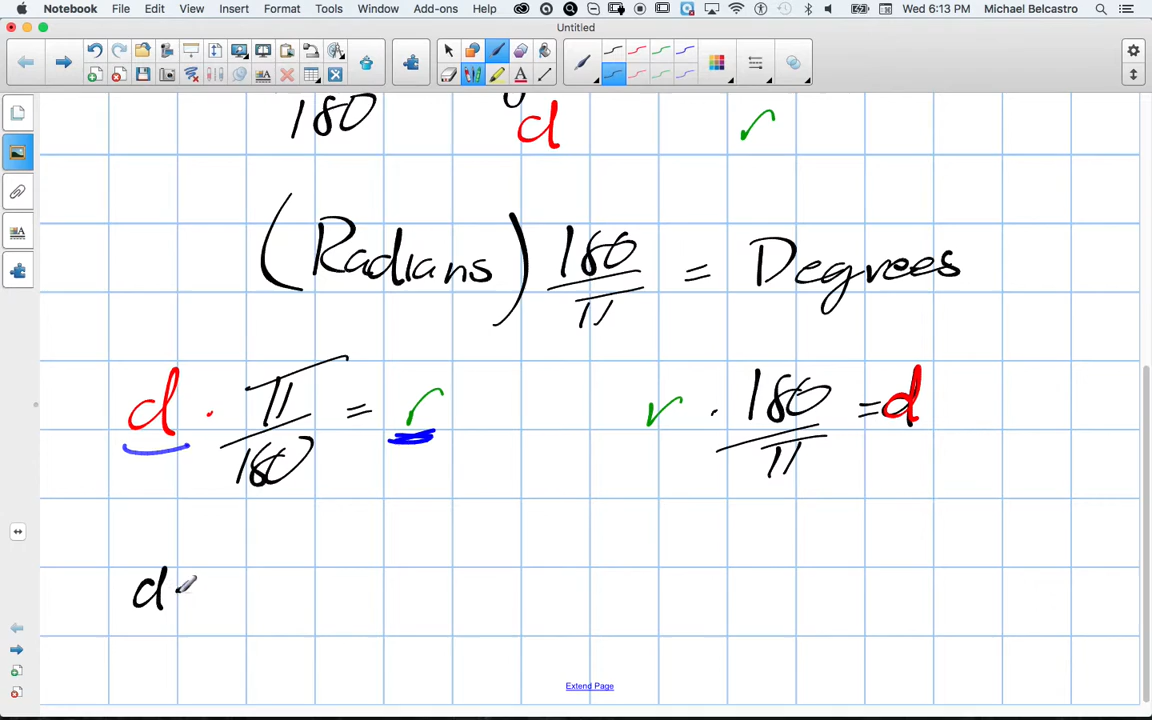 Notebook File Edit View Insert Format Tools Window Add-ons Help Wed 6:13 PM Michael Belcastro
Untitled
180 d r
(Radians) 180/π = Degrees
d · π/180 = r r · 180/π = d
d
Extend Page